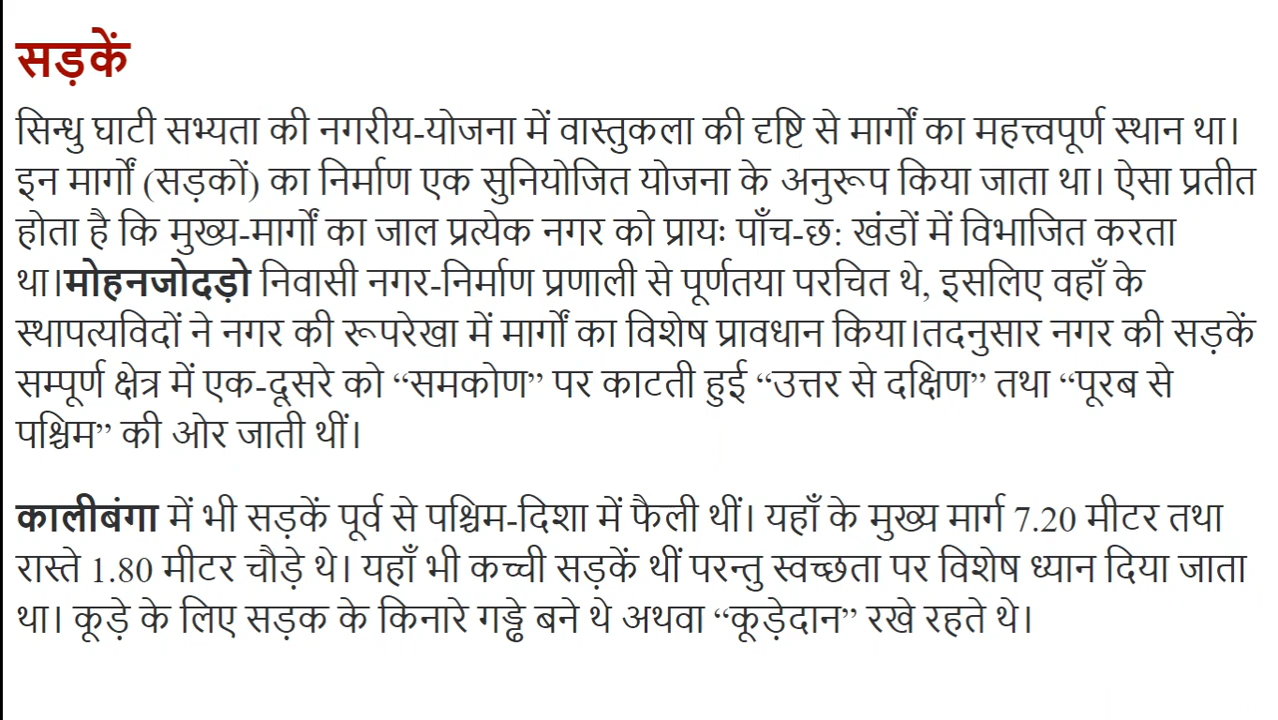 सड़कें
सिन्धु घाटी सभ्यता की नगरीय-योजना में वास्तुकला की दृष्टि से मार्गों का महत्त्वपूर्ण स्थान था।
इन मार्गों (सड़कों) का निर्माण एक सुनियोजित योजना के अनुरूप किया जाता था। ऐसा प्रतीत
होता है कि मुख्य-मार्गों का जाल प्रत्येक नगर को प्रायः पाँच-छ: खंडों में विभाजित करता
था।मोहनजोदड़ो निवासी नगर-निर्माण प्रणाली से पूर्णतया परचित थे, इसलिए वहाँ के
स्थापत्यविदों ने नगर की रूपरेखा में मार्गों का विशेष प्रावधान किया।तदनुसार नगर की सड़कें
सम्पूर्ण क्षेत्र में एक-दूसरे को “समकोण” पर काटती हुई “उत्तर से दक्षिण” तथा “पूरब से
पश्चिम” की ओर जाती थीं।
कालीबंगा में भी सड़कें पूर्व से पश्चिम-दिशा में फैली थीं। यहाँ के मुख्य मार्ग 7.20 मीटर तथा
रास्ते 1.80 मीटर चौड़े थे। यहाँ भी कच्ची सड़कें थीं परन्तु स्वच्छता पर विशेष ध्यान दिया जाता
था। कूड़े के लिए सड़क के किनारे गड्ढे बने थे अथवा “कूड़ेदान” रखे रहते थे।